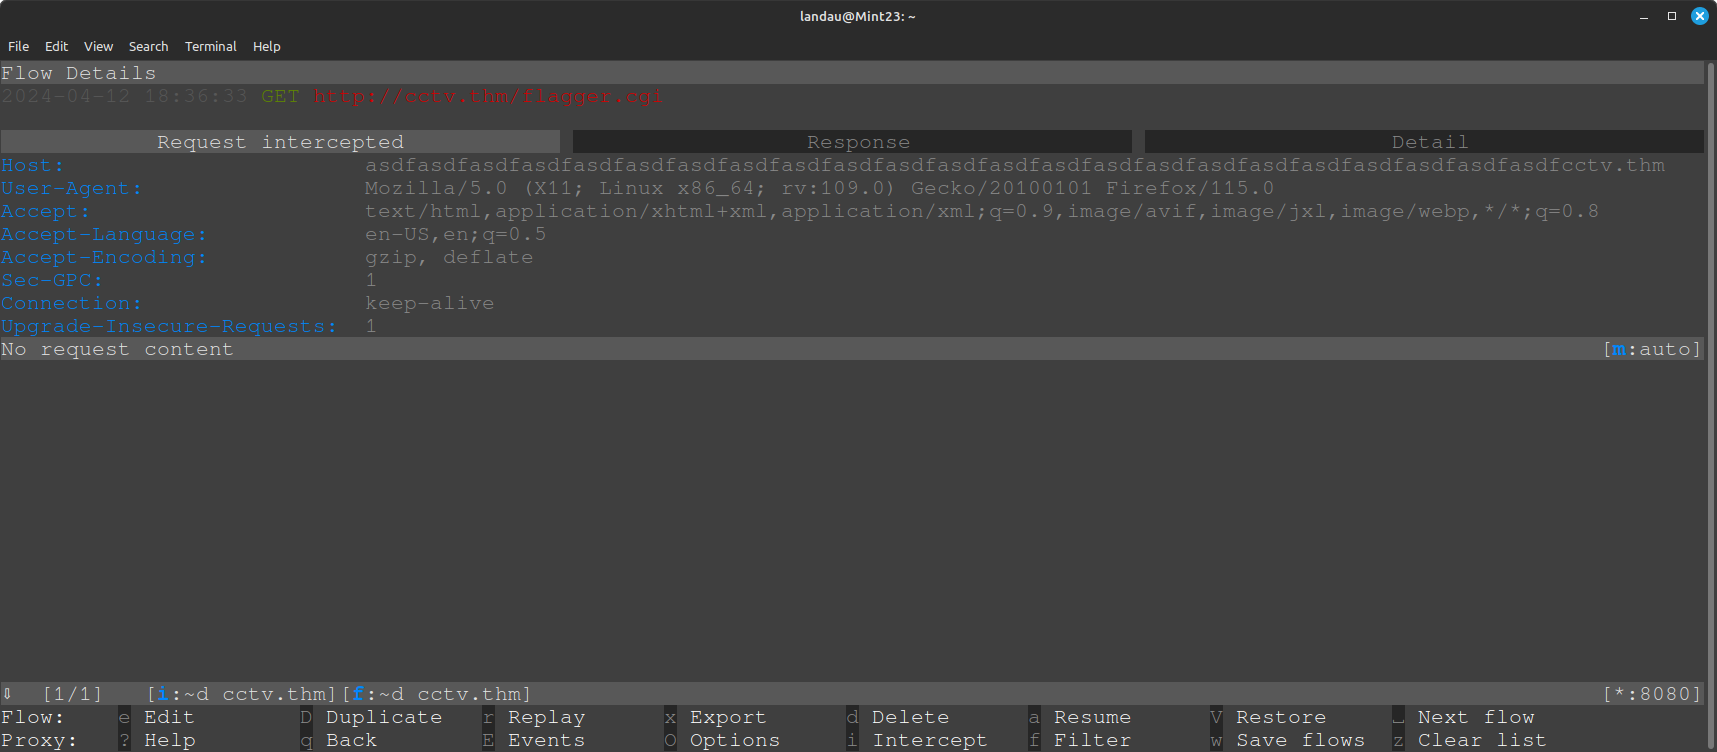 landau@Mint23: ~
File Edit View Search Terminal Help
Flow Details
2024-04-12 18:36:33 GET http://cctv.thm/flagger.cgi
Request intercepted Response Detail
Host: asdfasdfasdfasdfasdfasdfasdfasdfasdfasdfasdfasdfasdfasdfasdfasdfasdfasdfasdfasdfasdfasdfasdfcctv.thm
User-Agent: Mozilla/5.0 (X11; Linux x86_64; rv:109.0) Gecko/20100101 Firefox/115.0
Accept: text/html,application/xhtml+xml,application/xml;q=0.9,image/avif,image/jxl,image/webp,*/*;q=0.8
Accept-Language: en-US,en;q=0.5
Accept-Encoding: gzip, deflate
Sec-GPC: 1
Connection: keep-alive
Upgrade-Insecure-Requests: 1
No request content [m:auto]
⇩ [1/1] [i:~d cctv.thm][f:~d cctv.thm] [*:8080]
Flow: e Edit D Duplicate r Replay x Export d Delete a Resume V Restore ␣ Next flow
Proxy: ? Help q Back E Events O Options i Intercept f Filter w Save flows z Clear list